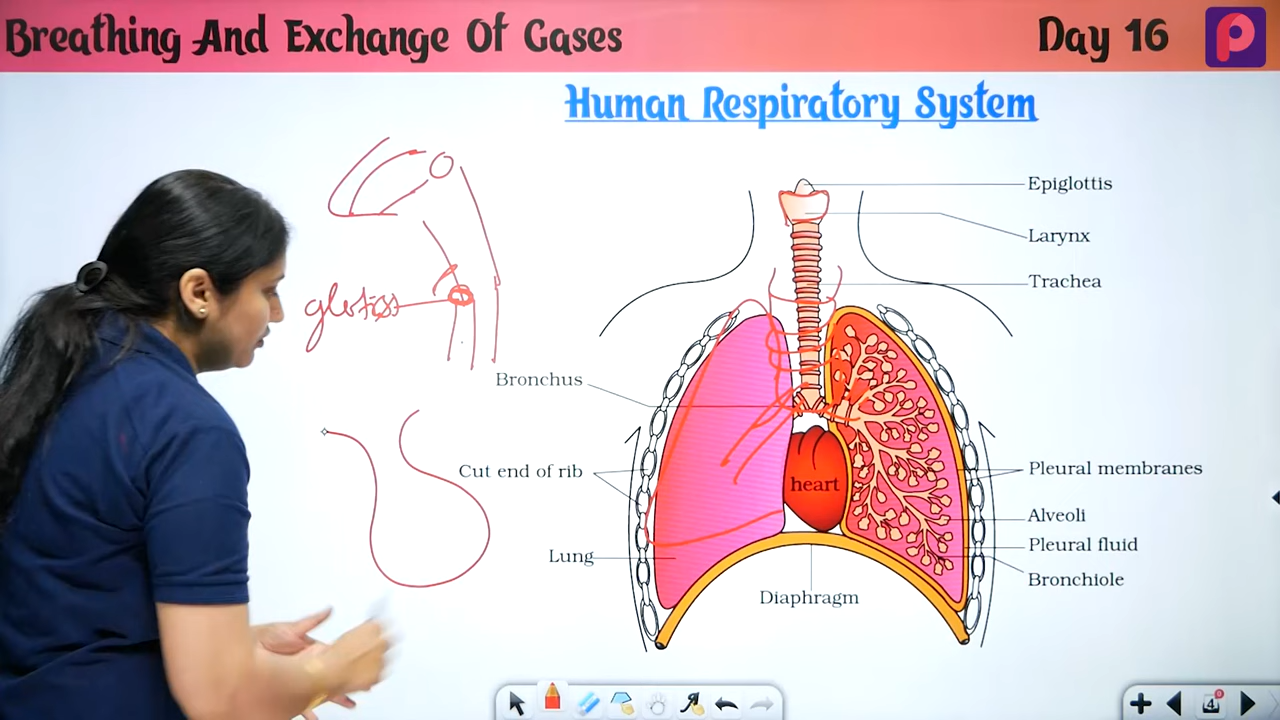 Breathing And Exchange Of Gases
Day 16
Human Respiratory System
Epiglottis
Larynx
Trachea
glottis
Bronchus
Cut end of rib
heart
Pleural membranes
Alveoli
Pleural fluid
Lung
Bronchiole
Diaphragm
4